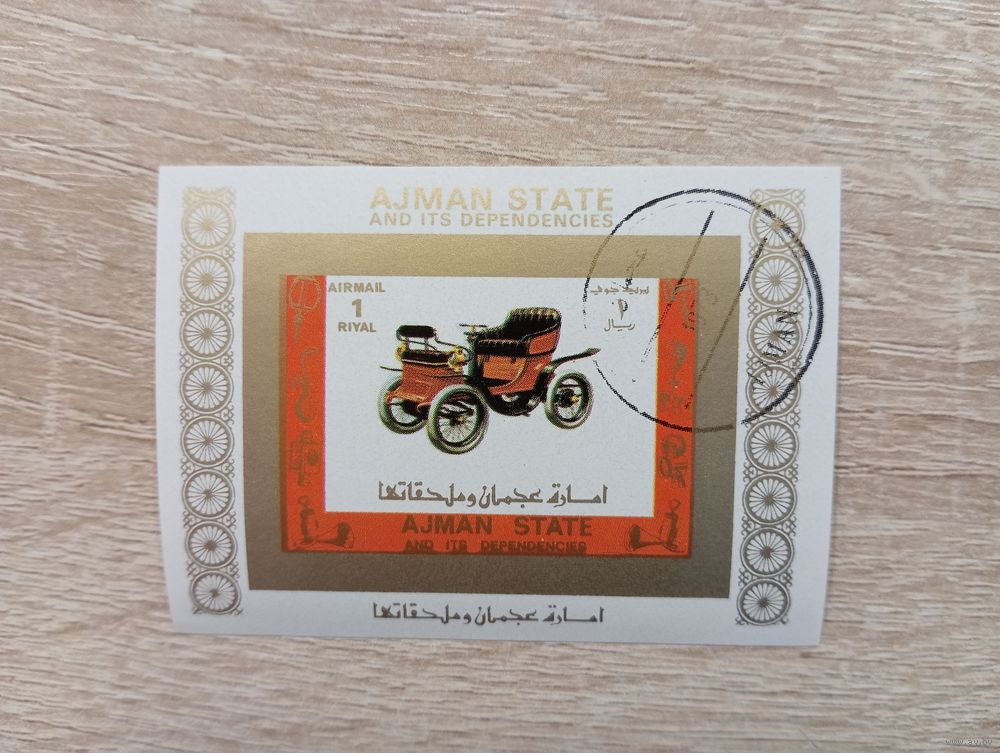 AJMAN STATE
AND ITS DEPENDENCIES
AIRMAIL
1
RIYAL
بريد جوي
١
ريال
امارة عجمان وملحقاتها
AJMAN STATE
AND ITS DEPENDENCIES
امارة عجمان وملحقاتها
AJMAN